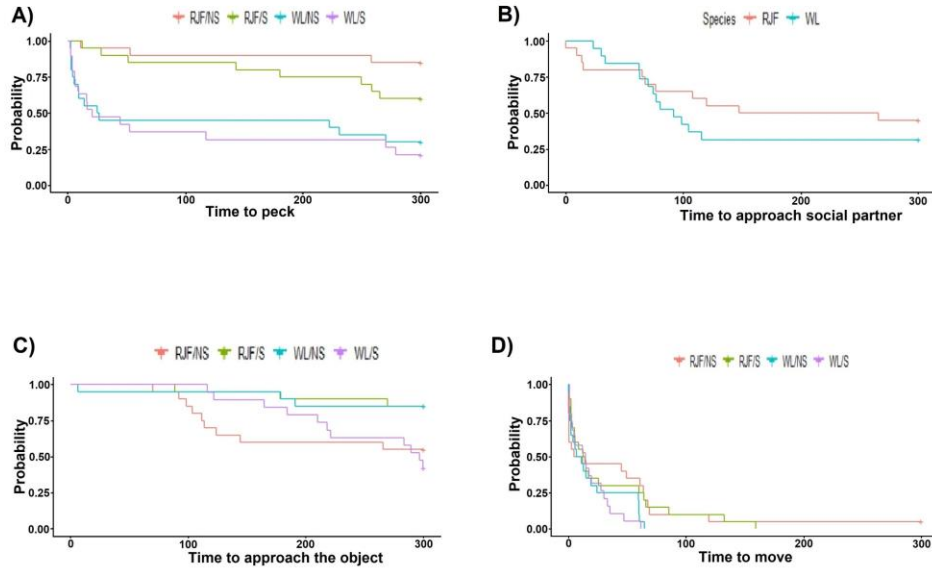 A)
RJF/NS RJF/S WL/NS WL/S
Probability
1.00
0.75
0.50
0.25
0.00
0 100 200 300
Time to peck
B)
Species RJF WL
Probability
1.00
0.75
0.50
0.25
0.00
0 100 200 300
Time to approach social partner
C)
RJF/NS RJF/S WL/NS WL/S
Probability
1.00
0.75
0.50
0.25
0.00
0 100 200 300
Time to approach the object
D)
RJF/NS RJF/S WL/NS WL/S
Probability
1.00
0.75
0.50
0.25
0.00
0 100 200 300
Time to move